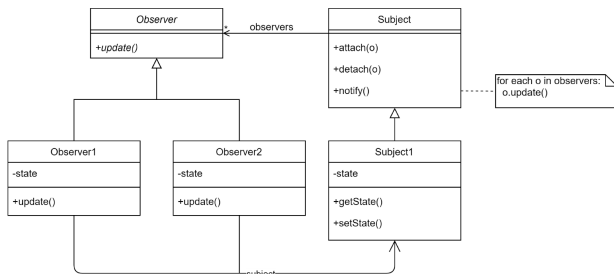 Observer
+update()
* observers
Subject
+attach(o)
+detach(o)
+notify()
for each o in observers:
o.update()
Observer1
-state
+update()
Observer2
-state
+update()
Subject1
-state
+getState()
+setState()
subject